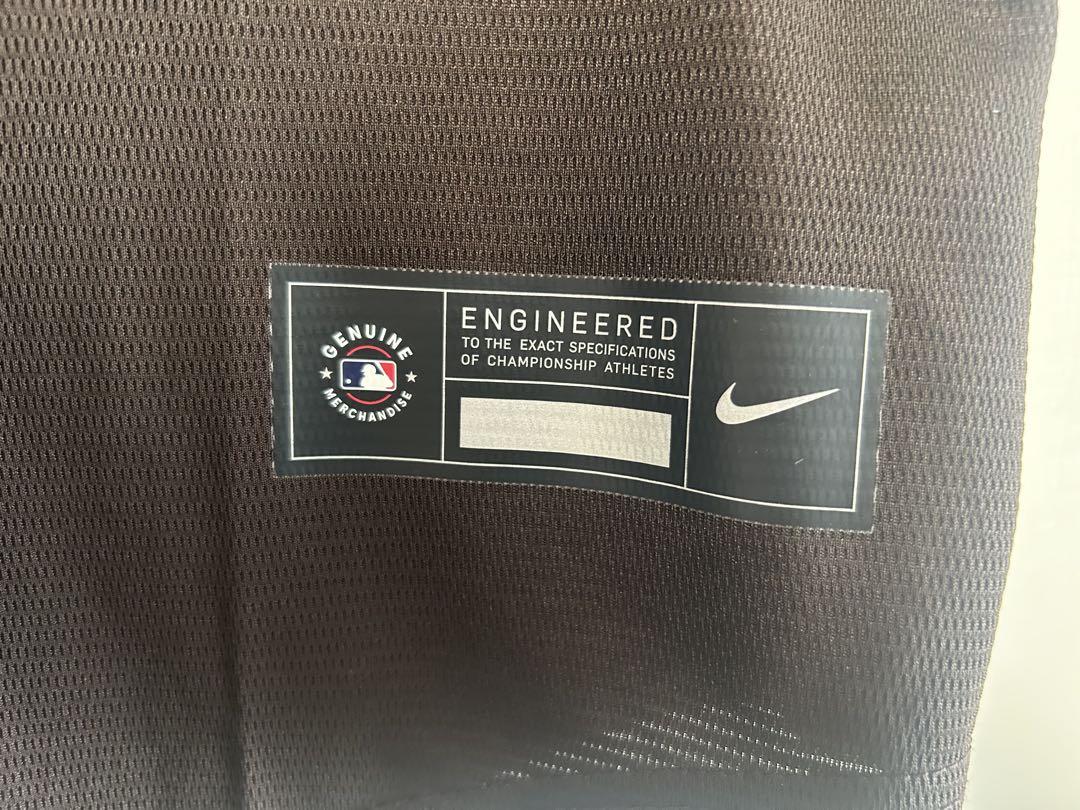 GENUINE
MERCHANDISE
ENGINEERED
TO THE EXACT SPECIFICATIONS
OF CHAMPIONSHIP ATHLETES